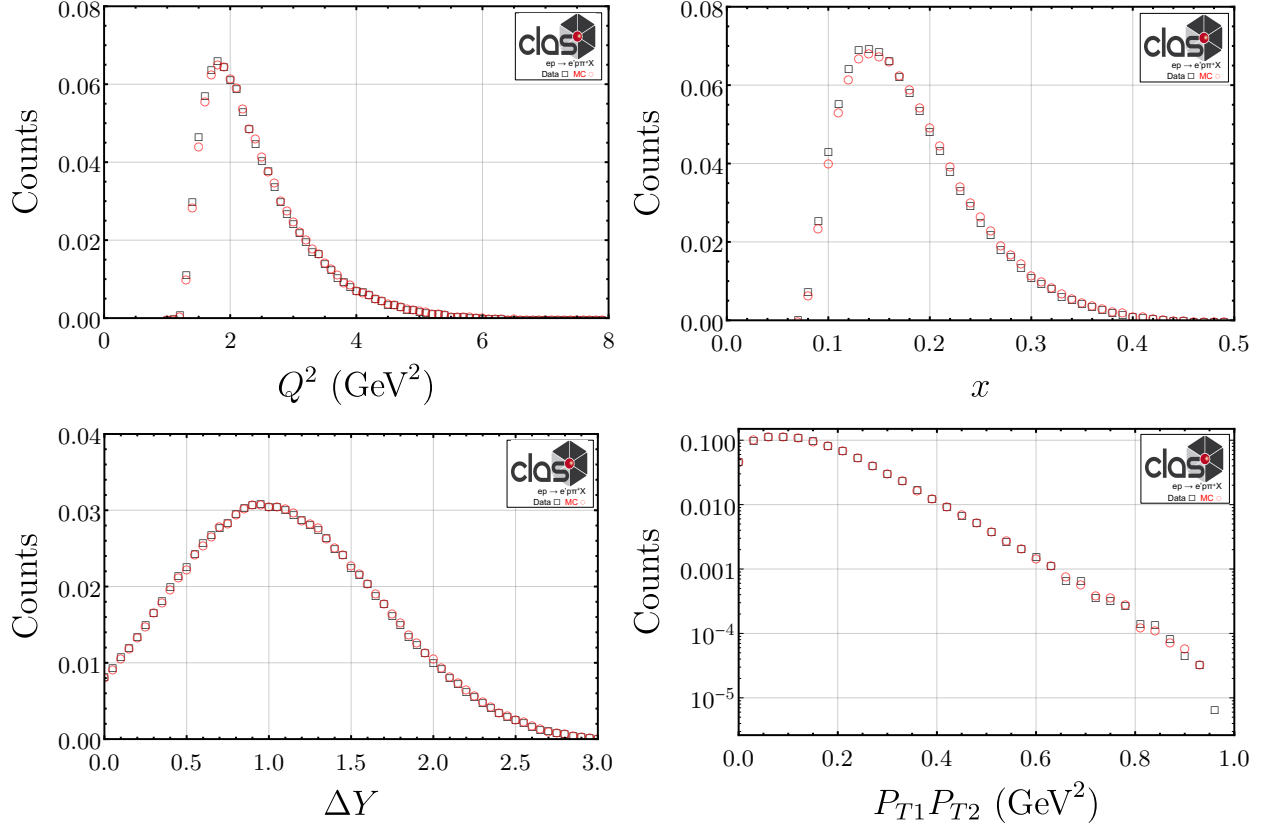 0.08
0.06
0.04
0.02
0.00
Counts
0 2 4 6 8
Q² (GeV²)
clas
ep → e'pπ⁺X
Data □ MC ○
0.08
0.06
0.04
0.02
0.00
Counts
0.0 0.1 0.2 0.3 0.4 0.5
x
clas
ep → e'pπ⁺X
Data □ MC ○
0.04
0.03
0.02
0.01
0.00
Counts
0.0 0.5 1.0 1.5 2.0 2.5 3.0
ΔY
clas
ep → e'pπ⁺X
Data □ MC ○
0.100
0.010
0.001
10⁻⁴
10⁻⁵
Counts
0.0 0.2 0.4 0.6 0.8 1.0
P_{T1}P_{T2} (GeV²)
clas
ep → e'pπ⁺X
Data □ MC ○